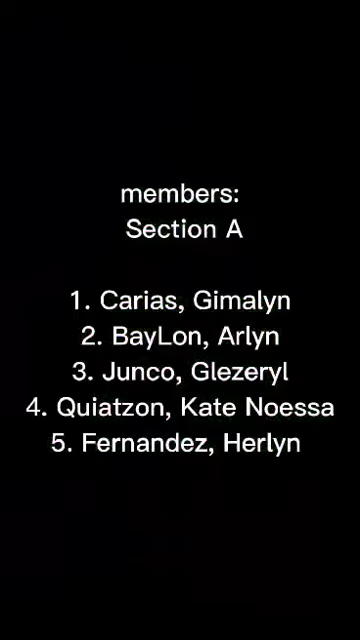 members:
Section A
1. Carias, Gimalyn
2. BayLon, Arlyn
3. Junco, Glezeryl
4. Quiatzon, Kate Noessa
5. Fernandez, Herlyn